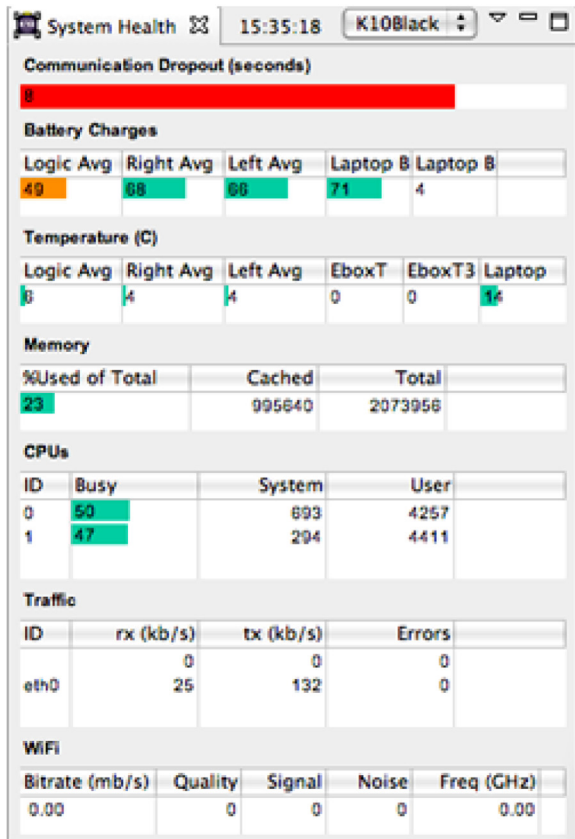 System Health 15:35:18 K10Black
Communication Dropout (seconds)
8
Battery Charges
Logic Avg Right Avg Left Avg Laptop B Laptop B
49 68 66 71 4
Temperature (C)
Logic Avg Right Avg Left Avg EboxT EboxT3 Laptop
6 4 4 0 0 14
Memory
%Used of Total Cached Total
23 995640 2073956
CPUs
ID Busy System User
0 50 693 4257
1 47 294 4411
Traffic
ID rx (kb/s) tx (kb/s) Errors
0 0 0
eth0 25 132 0
WiFi
Bitrate (mb/s) Quality Signal Noise Freq (GHz)
0.00 0 0 0 0.00